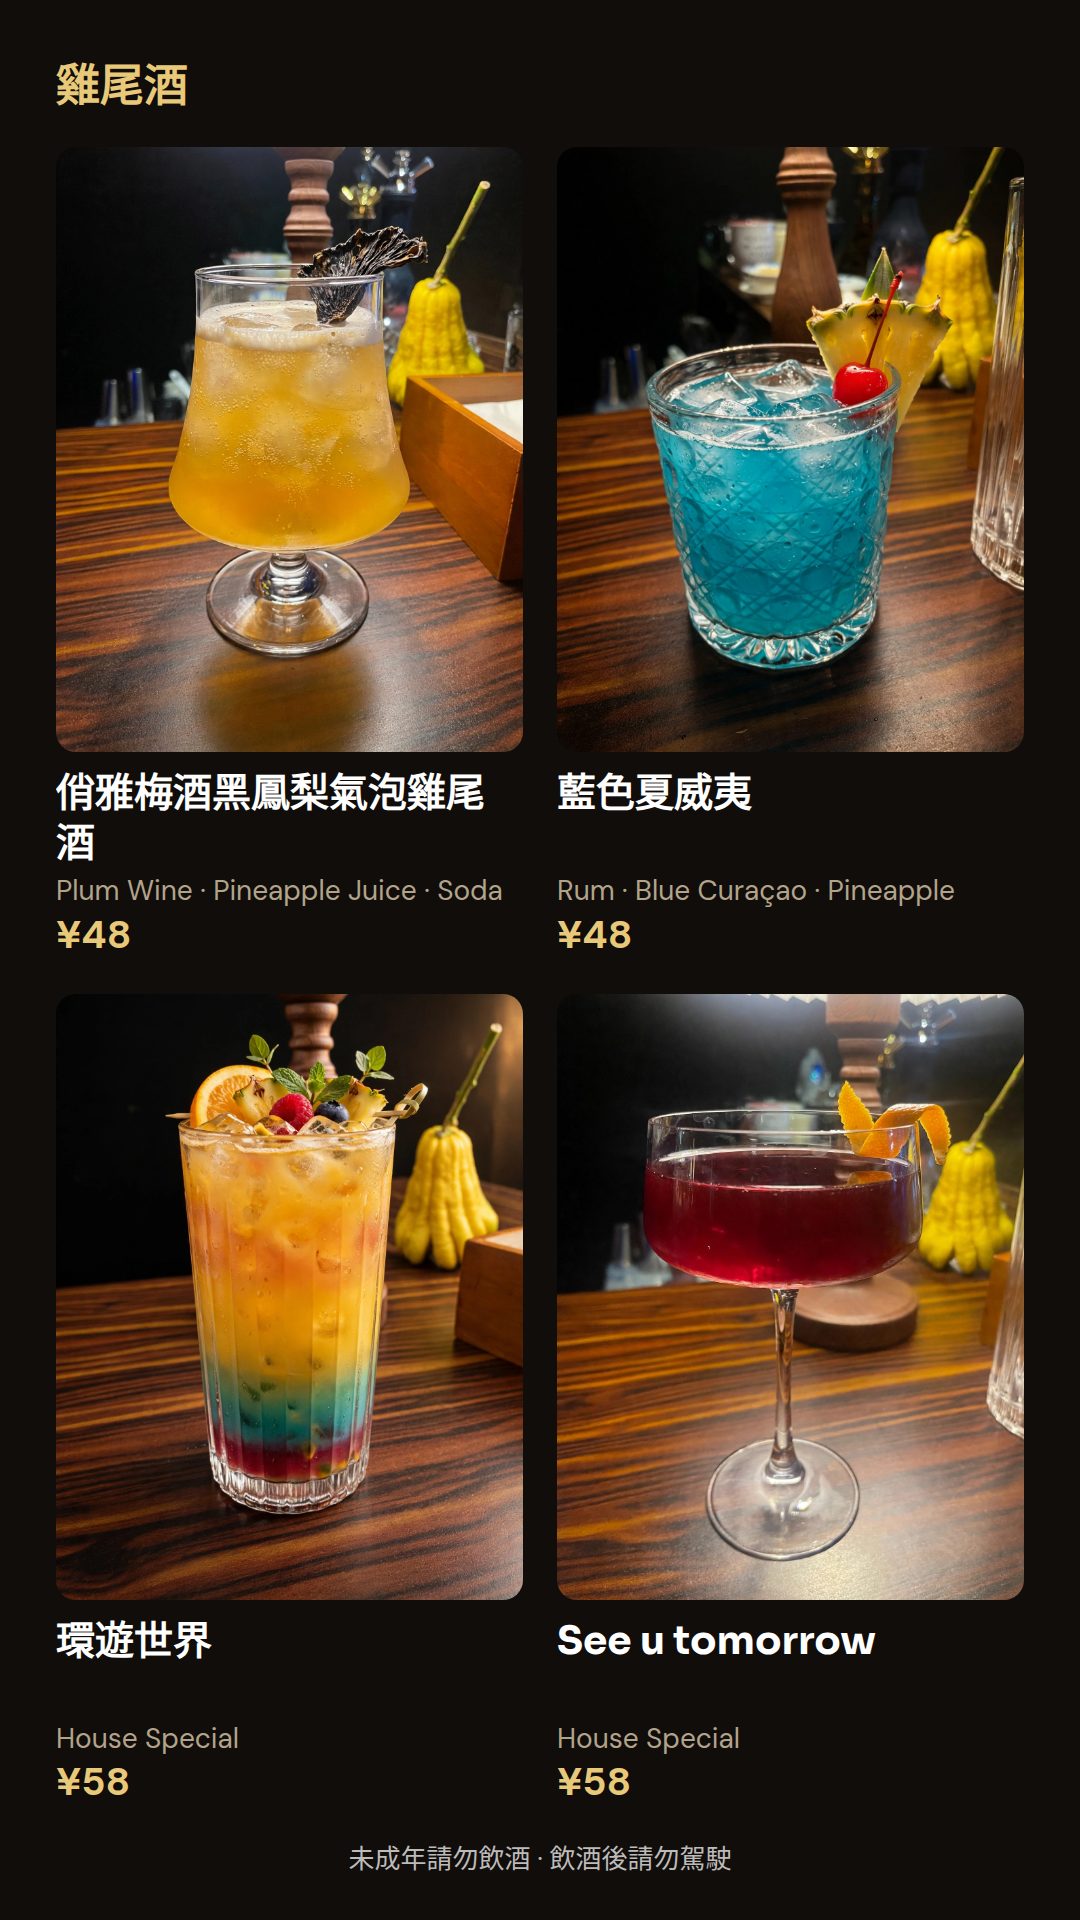 雞尾酒
俏雅梅酒黑鳳梨氣泡雞尾
酒
Plum Wine · Pineapple Juice · Soda
¥48
藍色夏威夷
Rum · Blue Curaçao · Pineapple
¥48
環遊世界
House Special
¥58
See u tomorrow
House Special
¥58
未成年請勿飲酒 · 飲酒後請勿駕駛